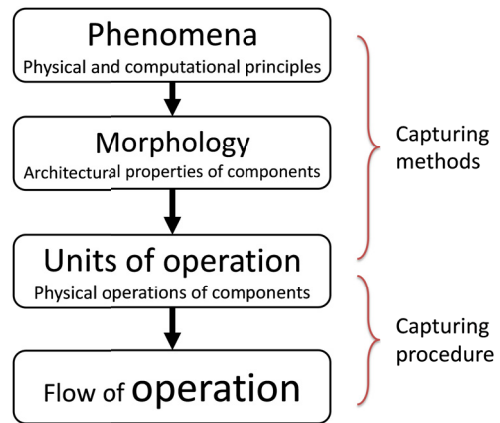 Phenomena
Physical and computational principles
Morphology
Architectural properties of components
Units of operation
Physical operations of components
Flow of operation
Capturing
methods
Capturing
procedure